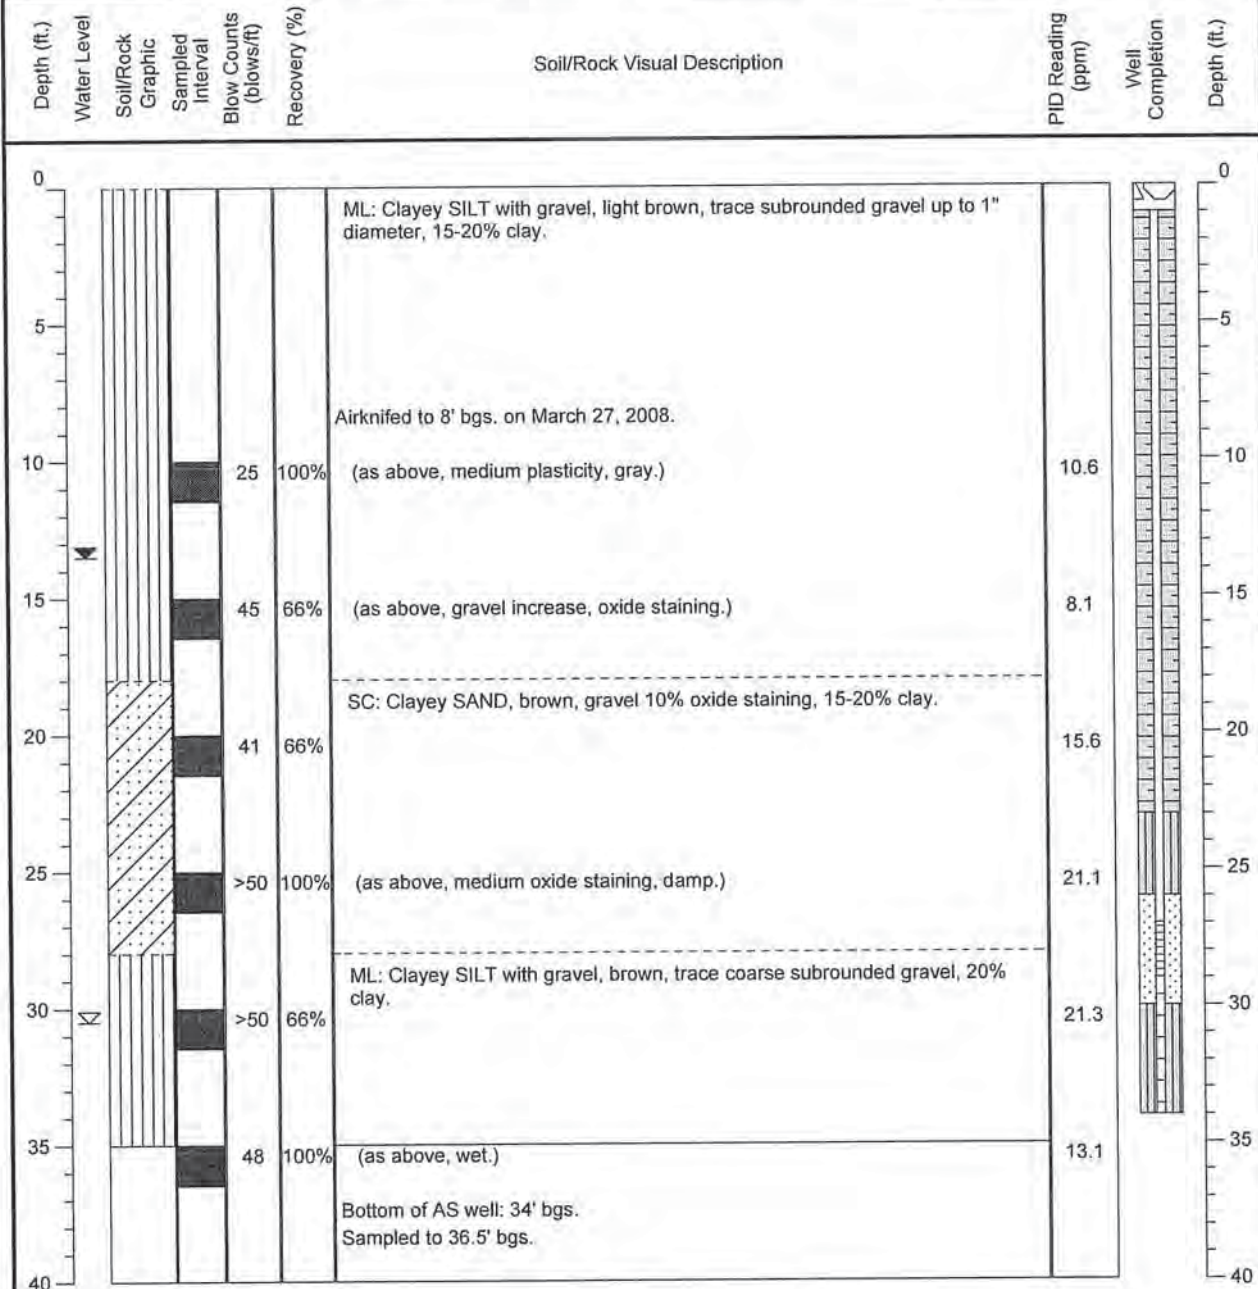 Depth (ft.)
Water Level
Soil/Rock
Graphic
Sampled
Interval
Blow Counts
(blows/ft)
Recovery (%)
Soil/Rock Visual Description
PID Reading
(ppm)
Well
Completion
Depth (ft.)
0
0
ML: Clayey SILT with gravel, light brown, trace subrounded gravel up to 1"
diameter, 15-20% clay.
5
5
Airknifed to 8' bgs. on March 27, 2008.
10
25
100%
(as above, medium plasticity, gray.)
10.6
10
15
45
66%
(as above, gravel increase, oxide staining.)
8.1
15
SC: Clayey SAND, brown, gravel 10% oxide staining, 15-20% clay.
20
41
66%
15.6
20
25
>50
100%
(as above, medium oxide staining, damp.)
21.1
25
ML: Clayey SILT with gravel, brown, trace coarse subrounded gravel, 20%
clay.
30
>50
66%
21.3
30
35
48
100%
(as above, wet.)
13.1
35
Bottom of AS well: 34' bgs.
Sampled to 36.5' bgs.
40
40